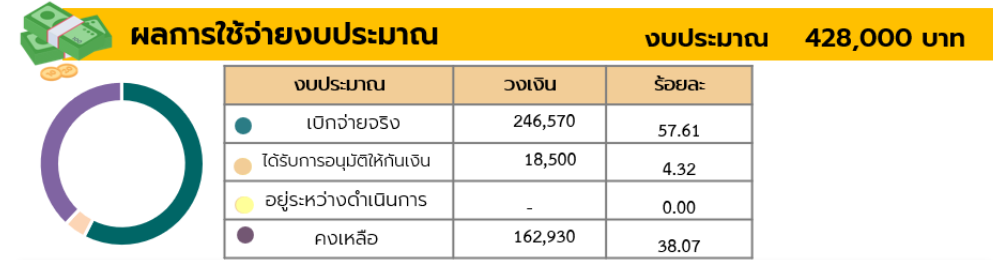 ผลการใช้จ่ายงบประมาณ
งบประมาณ 428,000 บาท
งบประมาณ วงเงิน ร้อยละ
เบิกจ่ายจริง 246,570 57.61
ได้รับการอนุมัติให้กันเงิน 18,500 4.32
อยู่ระหว่างดำเนินการ - 0.00
คงเหลือ 162,930 38.07